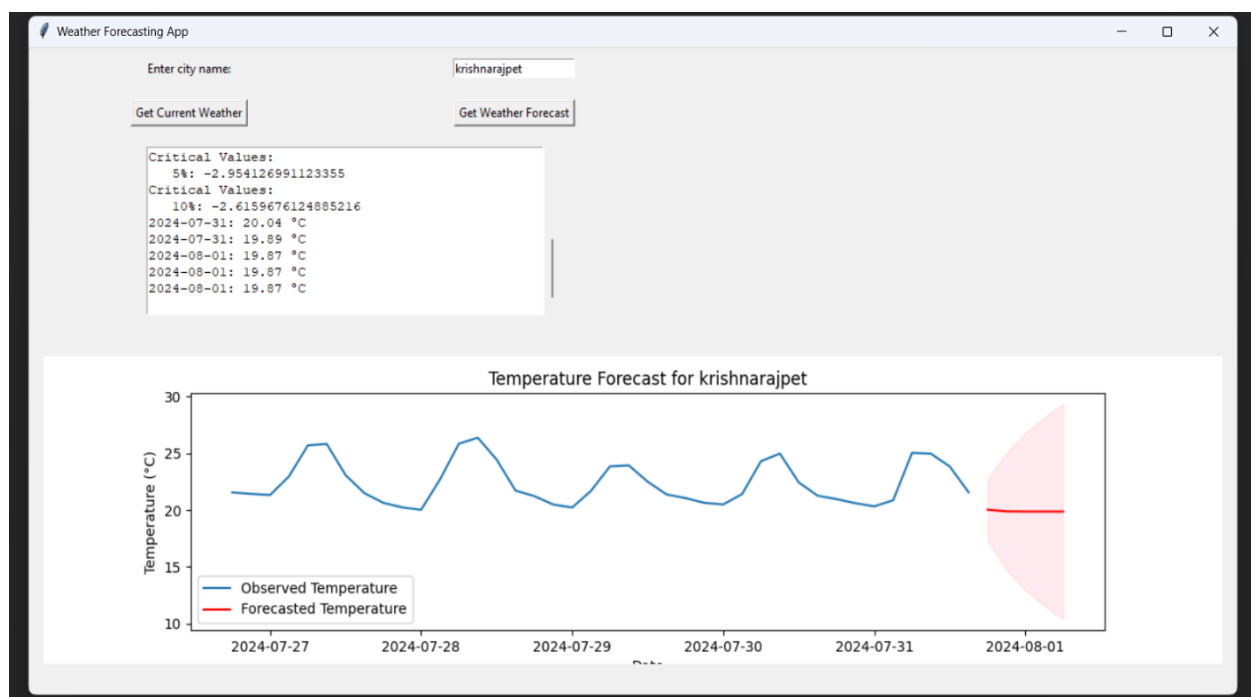 Weather Forecasting App
Enter city name:
krishnarajpet
Get Current Weather
Get Weather Forecast
Critical Values:
5%: -2.954126991123355
Critical Values:
10%: -2.6159676124885216
2024-07-31: 20.04 °C
2024-07-31: 19.89 °C
2024-08-01: 19.87 °C
2024-08-01: 19.87 °C
2024-08-01: 19.87 °C
Temperature Forecast for krishnarajpet
Temperature (°C)
30
25
20
15
10
Observed Temperature
Forecasted Temperature
2024-07-27
2024-07-28
2024-07-29
2024-07-30
2024-07-31
2024-08-01